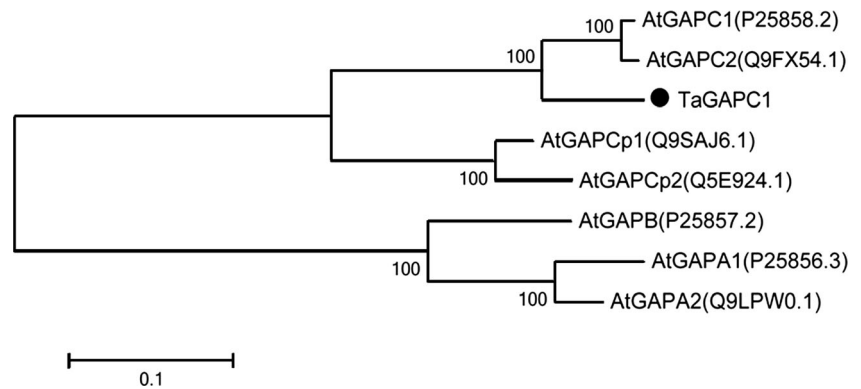 AtGAPC1(P25858.2)
100
AtGAPC2(Q9FX54.1)
100
TaGAPC1
AtGAPCp1(Q9SAJ6.1)
100
AtGAPCp2(Q5E924.1)
AtGAPB(P25857.2)
100
AtGAPA1(P25856.3)
100
AtGAPA2(Q9LPW0.1)
0.1